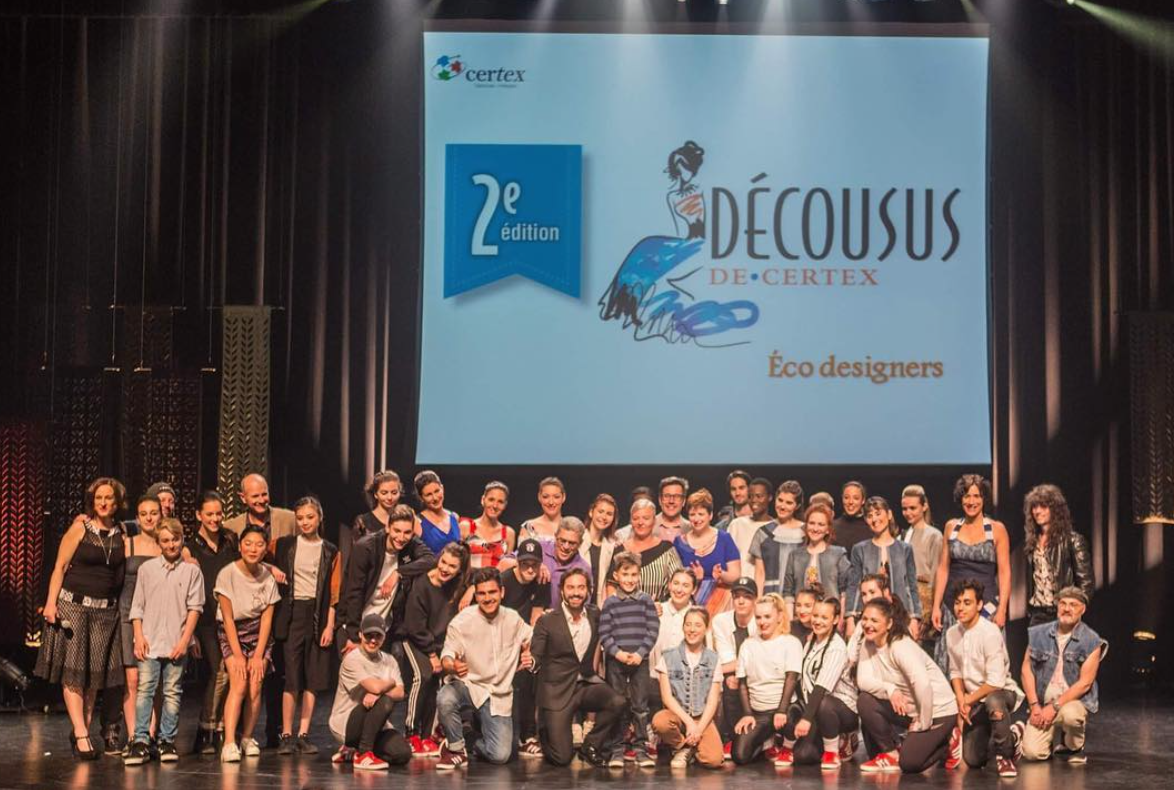 certex
2e
édition
DÉCOUSUS
DE•CERTEX
Éco designers